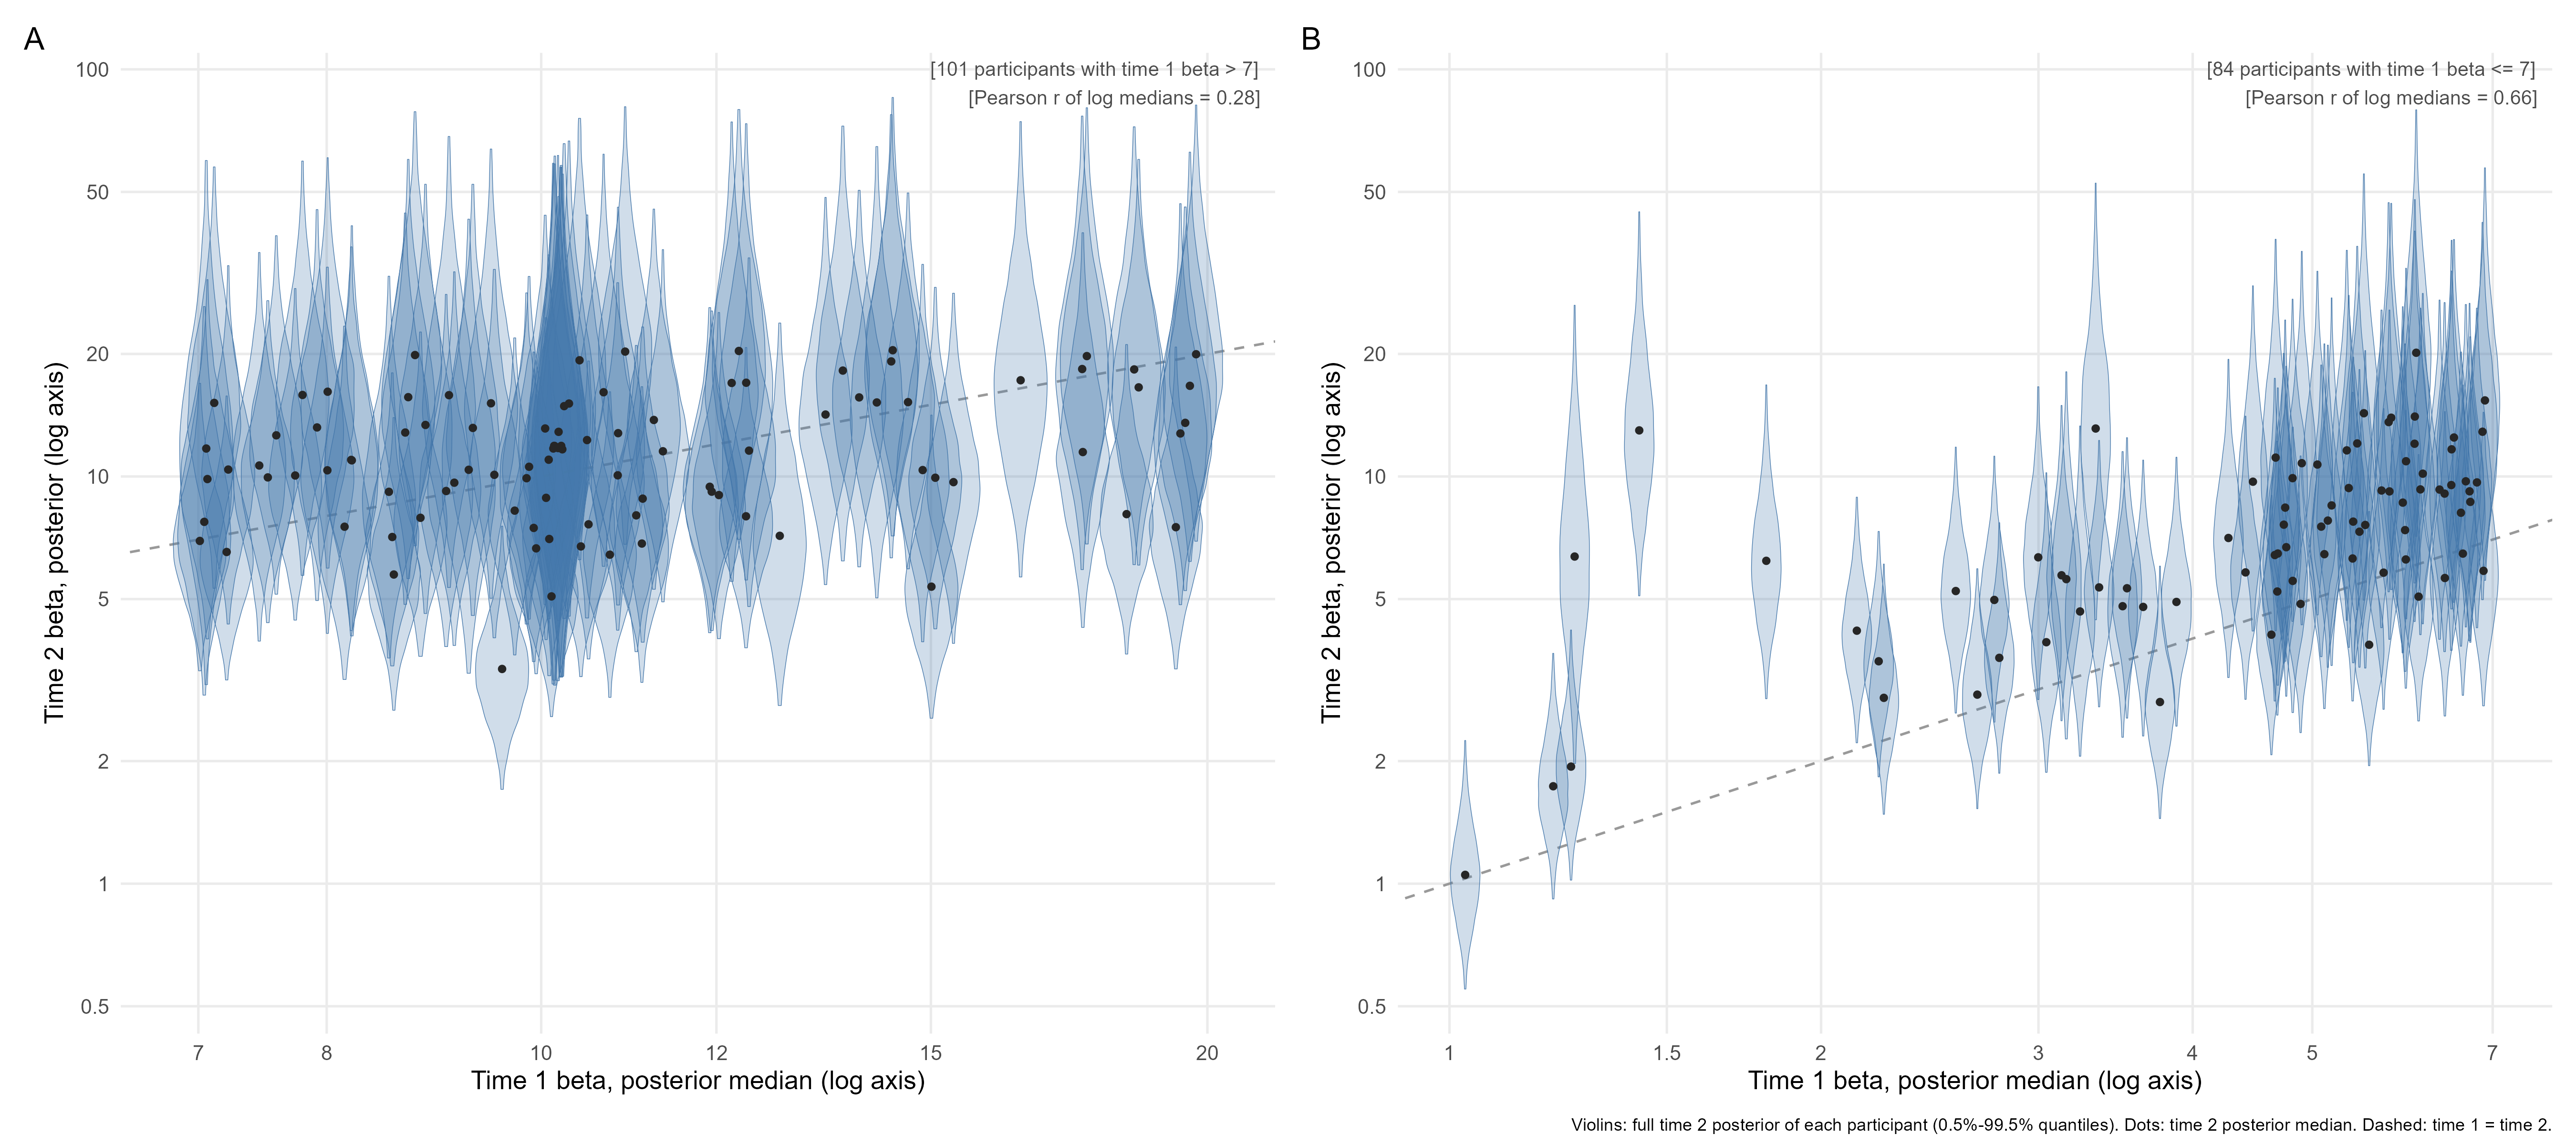 A
[101 participants with time 1 beta > 7]
[Pearson r of log medians = 0.28]
100
50
20
10
5
2
1
0.5
Time 2 beta, posterior (log axis)
7
8
10
12
15
20
Time 1 beta, posterior median (log axis)
B
[84 participants with time 1 beta <= 7]
[Pearson r of log medians = 0.66]
100
50
20
10
5
2
1
0.5
Time 2 beta, posterior (log axis)
1
1.5
2
3
4
5
7
Time 1 beta, posterior median (log axis)
Violins: full time 2 posterior of each participant (0.5%-99.5% quantiles). Dots: time 2 posterior median. Dashed: time 1 = time 2.